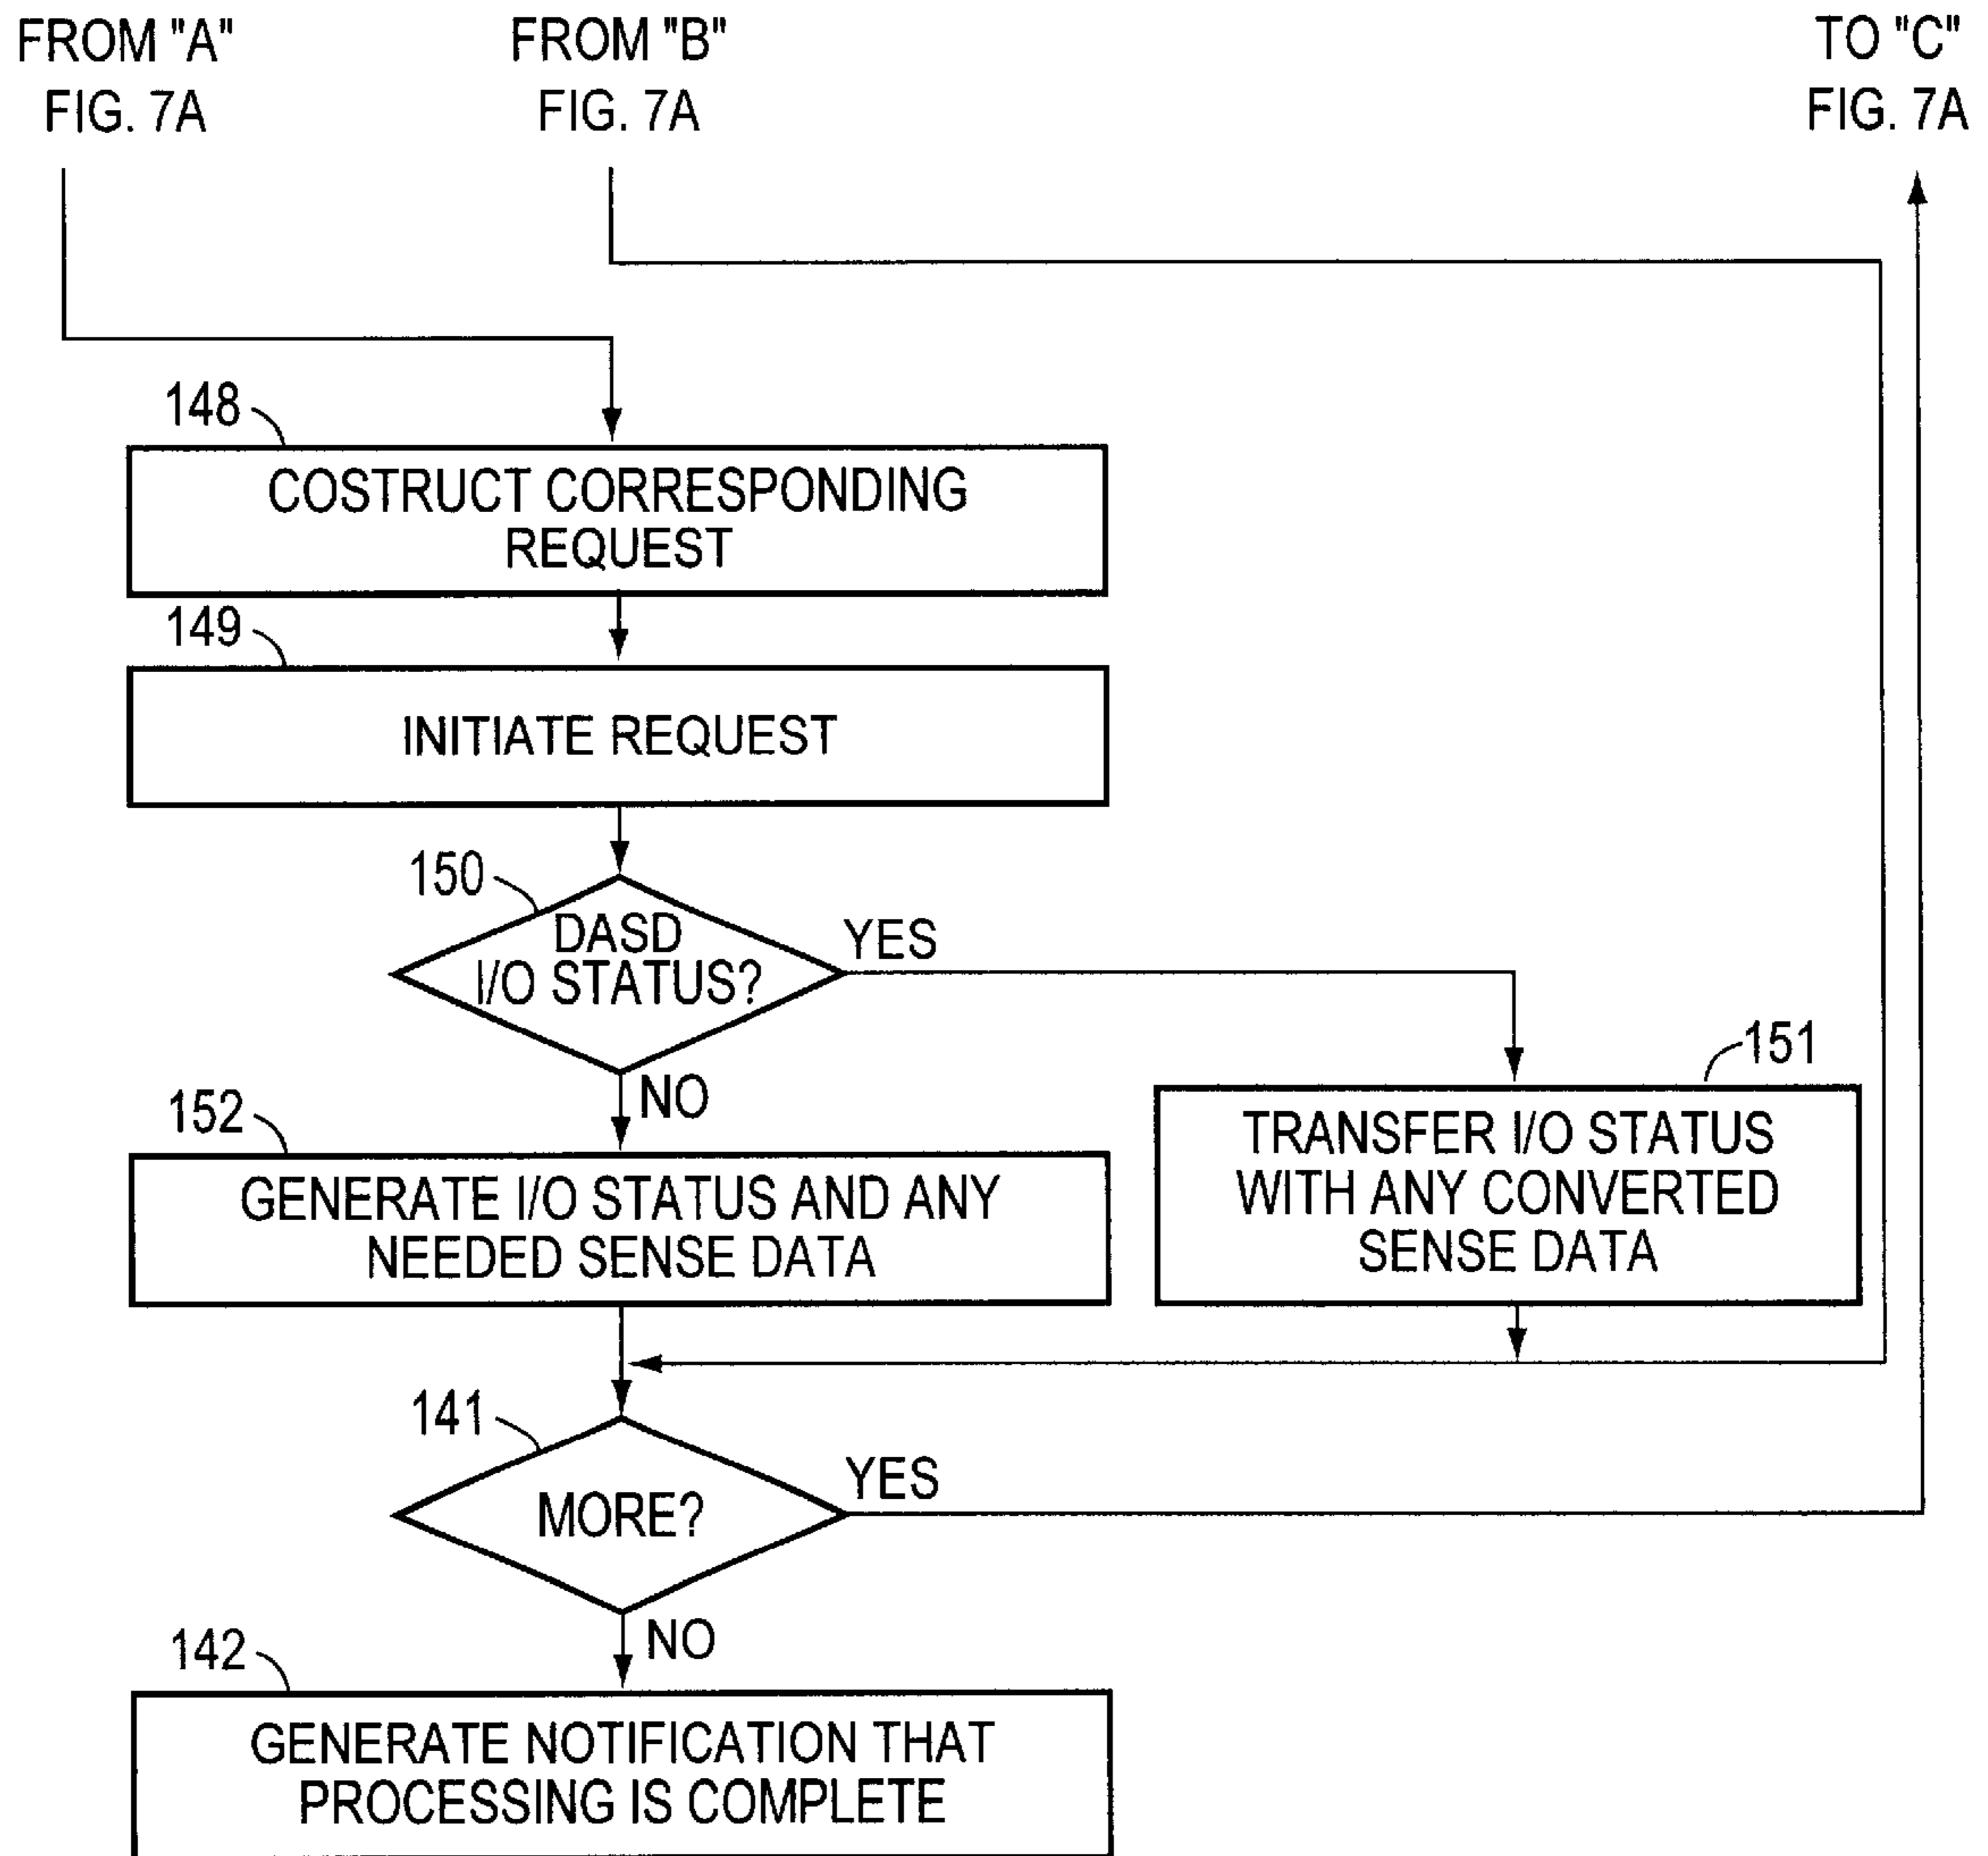 FROM "A"
FIG. 7A
FROM "B"
FIG. 7A
TO "C"
FIG. 7A
148
COSTRUCT CORRESPONDING
REQUEST
149
INITIATE REQUEST
150
DASD
I/O STATUS?
YES
NO
151
TRANSFER I/O STATUS
WITH ANY CONVERTED
SENSE DATA
152
GENERATE I/O STATUS AND ANY
NEEDED SENSE DATA
141
MORE?
YES
NO
142
GENERATE NOTIFICATION THAT
PROCESSING IS COMPLETE